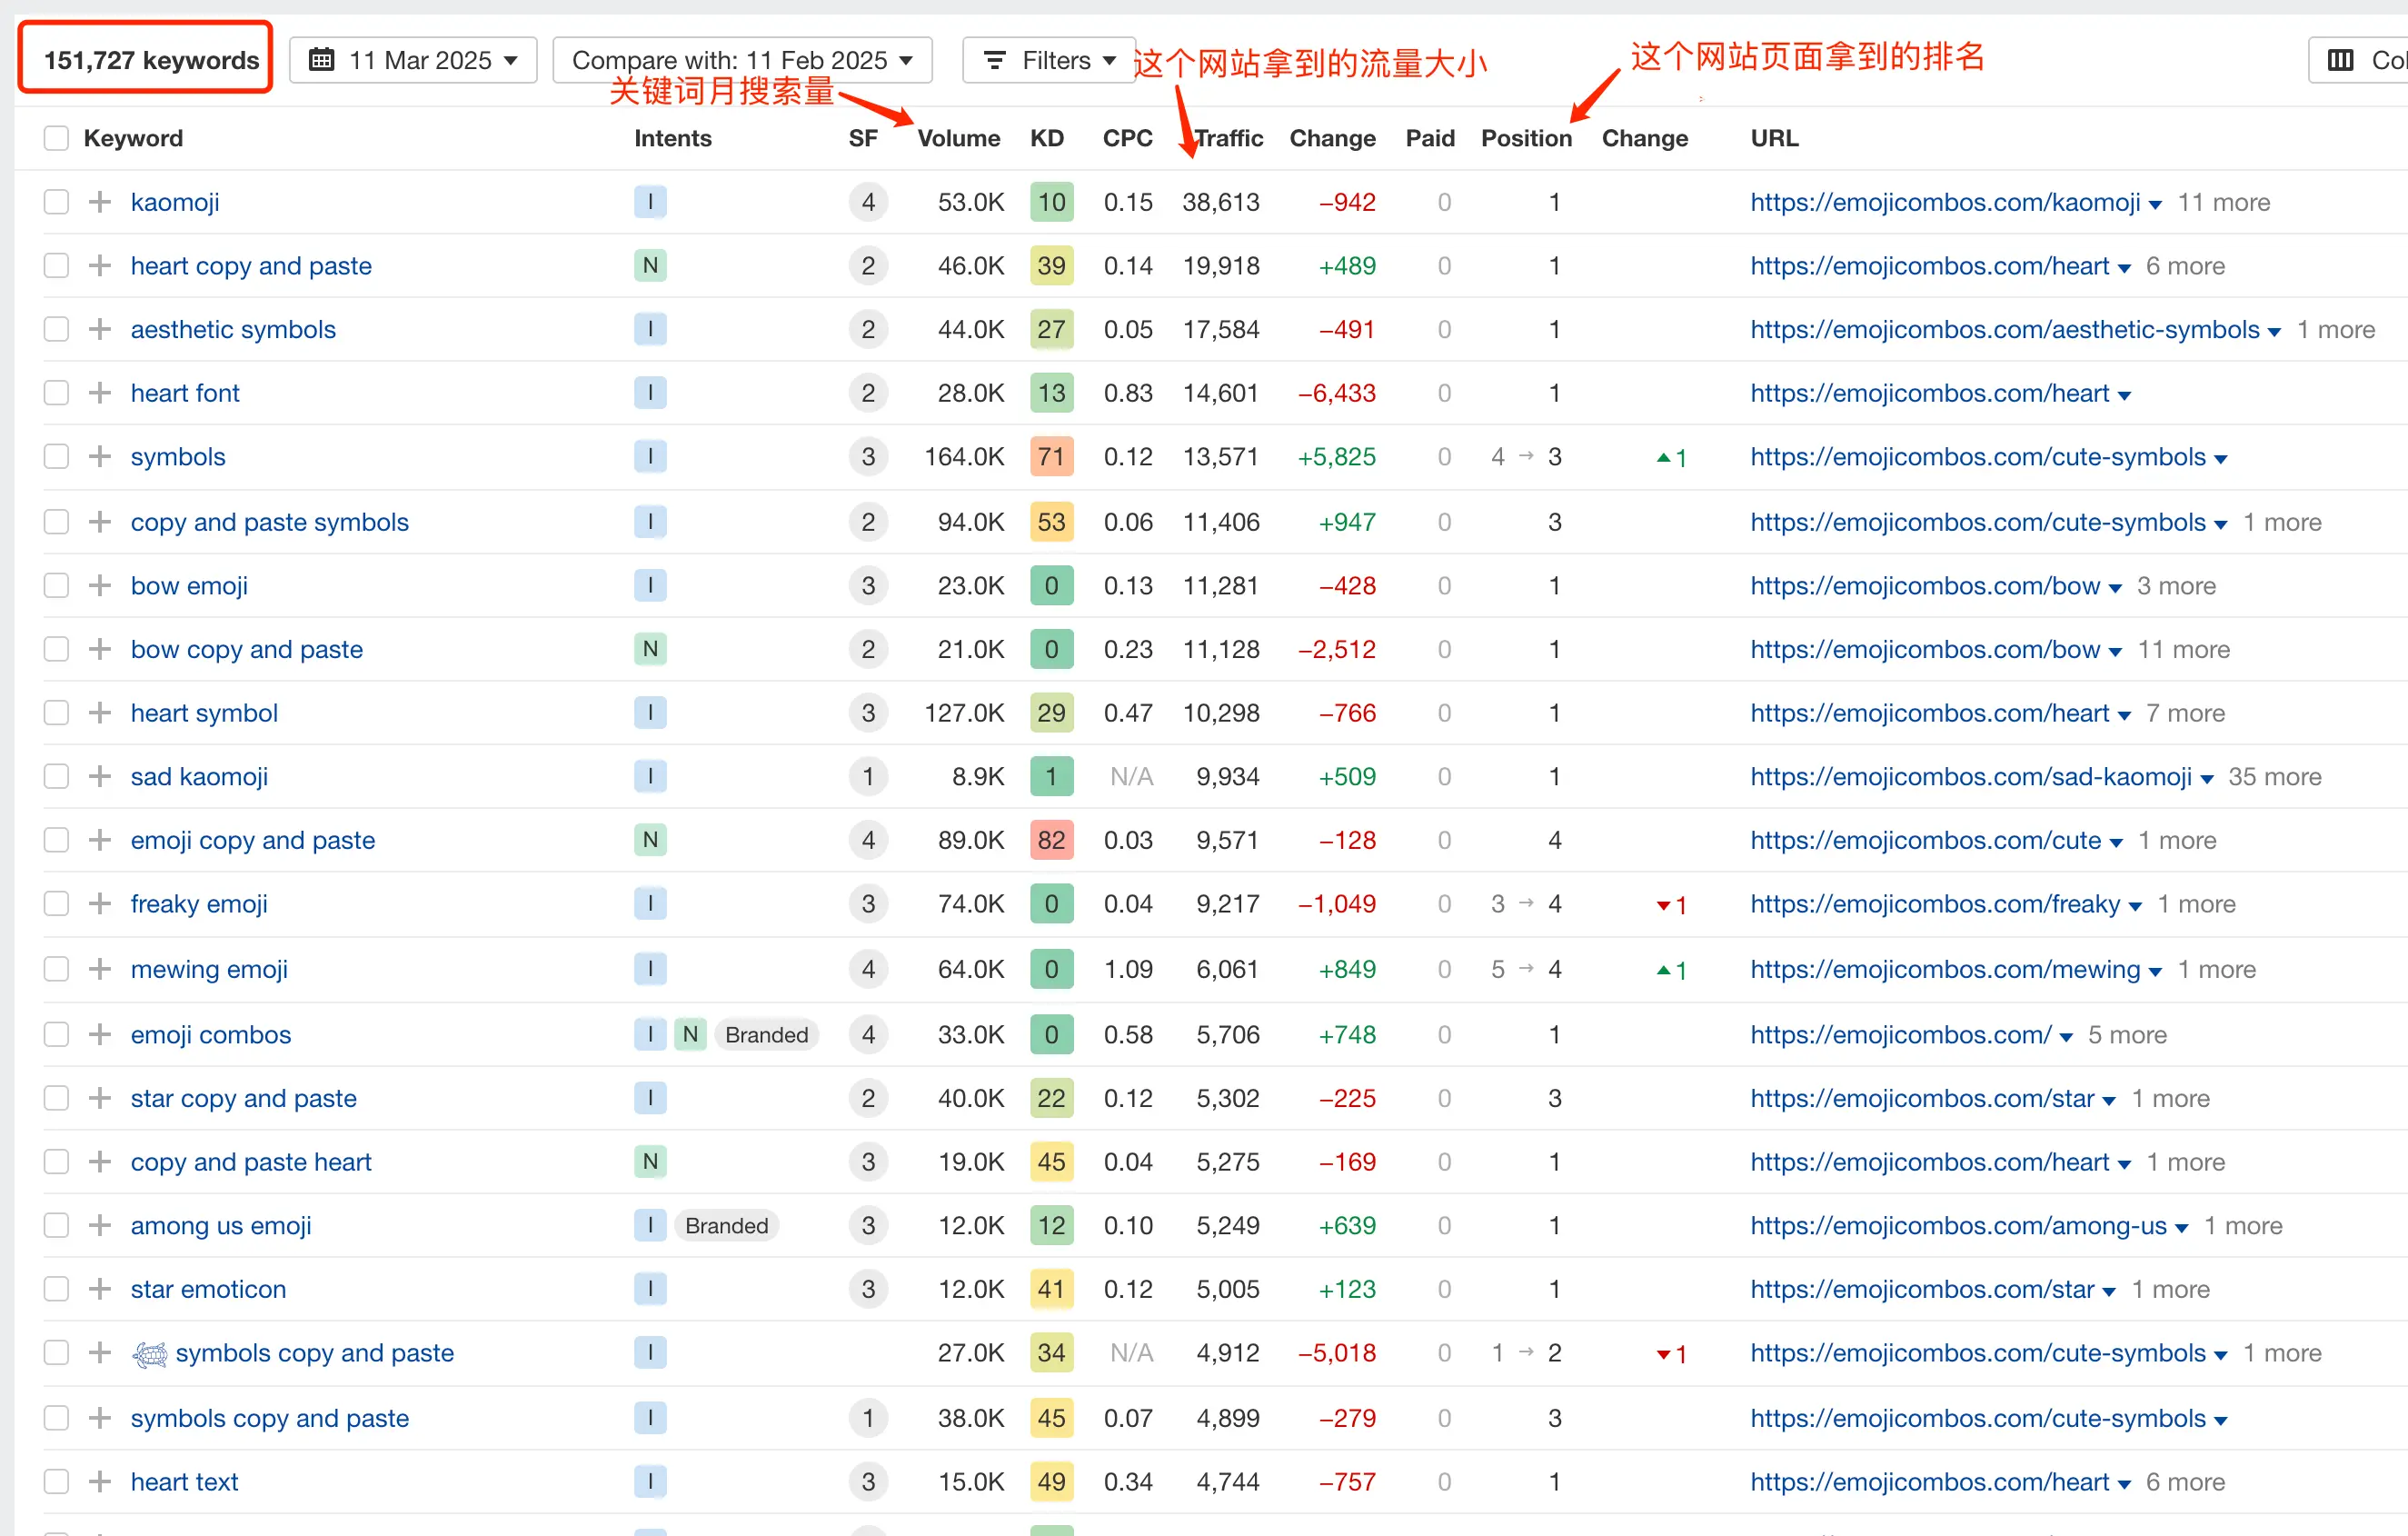 151,727 keywords 11 Mar 2025 Compare with: 11 Feb 2025 Filters 这个网站拿到的流量大小 这个网站页面拿到的排名
关键词月搜索量
Keyword Intents SF Volume KD CPC Traffic Change Paid Position Change URL
kaomoji I 4 53.0K 10 0.15 38,613 −942 0 1 https://emojicombos.com/kaomoji 11 more
heart copy and paste N 2 46.0K 39 0.14 19,918 +489 0 1 https://emojicombos.com/heart 6 more
aesthetic symbols I 2 44.0K 27 0.05 17,584 −491 0 1 https://emojicombos.com/aesthetic-symbols 1 more
heart font I 2 28.0K 13 0.83 14,601 −6,433 0 1 https://emojicombos.com/heart
symbols I 3 164.0K 71 0.12 13,571 +5,825 0 4 → 3 ▲1 https://emojicombos.com/cute-symbols
copy and paste symbols I 2 94.0K 53 0.06 11,406 +947 0 3 https://emojicombos.com/cute-symbols 1 more
bow emoji I 3 23.0K 0 0.13 11,281 −428 0 1 https://emojicombos.com/bow 3 more
bow copy and paste N 2 21.0K 0 0.23 11,128 −2,512 0 1 https://emojicombos.com/bow 11 more
heart symbol I 3 127.0K 29 0.47 10,298 −766 0 1 https://emojicombos.com/heart 7 more
sad kaomoji I 1 8.9K 1 N/A 9,934 +509 0 1 https://emojicombos.com/sad-kaomoji 35 more
emoji copy and paste N 4 89.0K 82 0.03 9,571 −128 0 4 https://emojicombos.com/cute 1 more
freaky emoji I 3 74.0K 0 0.04 9,217 −1,049 0 3 → 4 ▼1 https://emojicombos.com/freaky 1 more
mewing emoji I 4 64.0K 0 1.09 6,061 +849 0 5 → 4 ▲1 https://emojicombos.com/mewing 1 more
emoji combos I N Branded 4 33.0K 0 0.58 5,706 +748 0 1 https://emojicombos.com/ 5 more
star copy and paste I 2 40.0K 22 0.12 5,302 −225 0 3 https://emojicombos.com/star 1 more
copy and paste heart N 3 19.0K 45 0.04 5,275 −169 0 1 https://emojicombos.com/heart 1 more
among us emoji I Branded 3 12.0K 12 0.10 5,249 +639 0 1 https://emojicombos.com/among-us 1 more
star emoticon I 3 12.0K 41 0.12 5,005 +123 0 1 https://emojicombos.com/star 1 more
𓆉 symbols copy and paste I 27.0K 34 N/A 4,912 −5,018 0 1 → 2 ▼1 https://emojicombos.com/cute-symbols 1 more
symbols copy and paste I 1 38.0K 45 0.07 4,899 −279 0 3 https://emojicombos.com/cute-symbols
heart text I 3 15.0K 49 0.34 4,744 −757 0 1 https://emojicombos.com/heart 6 more